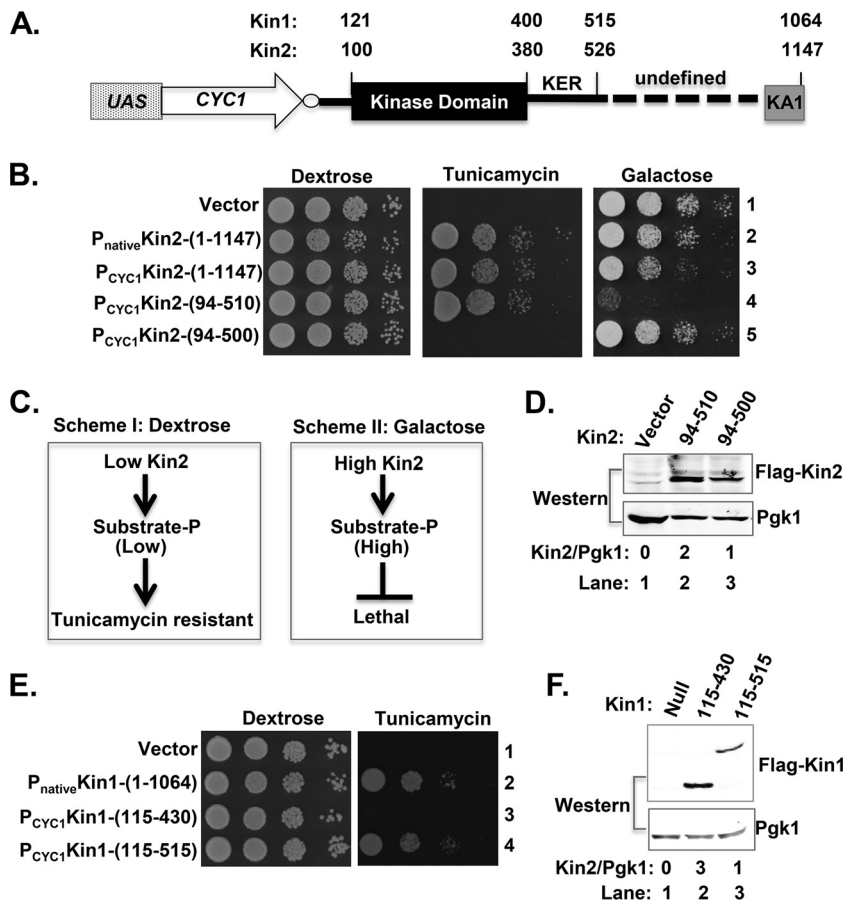 A.
Kin1: 121 400 515 1064
Kin2: 100 380 526 1147
UAS CYC1 Kinase Domain KER undefined KA1
B.
Dextrose Tunicamycin Galactose
Vector 1
PnativeKin2-(1-1147) 2
PCYC1Kin2-(1-1147) 3
PCYC1Kin2-(94-510) 4
PCYC1Kin2-(94-500) 5
C.
Scheme I: Dextrose
Low Kin2
Substrate-P
(Low)
Tunicamycin resistant
Scheme II: Galactose
High Kin2
Substrate-P
(High)
Lethal
D.
Kin2: Vector 94-510 94-500
Western
Flag-Kin2
Pgk1
Kin2/Pgk1: 0 2 1
Lane: 1 2 3
E.
Dextrose Tunicamycin
Vector 1
PnativeKin1-(1-1064) 2
PCYC1Kin1-(115-430) 3
PCYC1Kin1-(115-515) 4
F.
Kin1: Null 115-430 115-515
Western
Flag-Kin1
Pgk1
Kin2/Pgk1: 0 3 1
Lane: 1 2 3